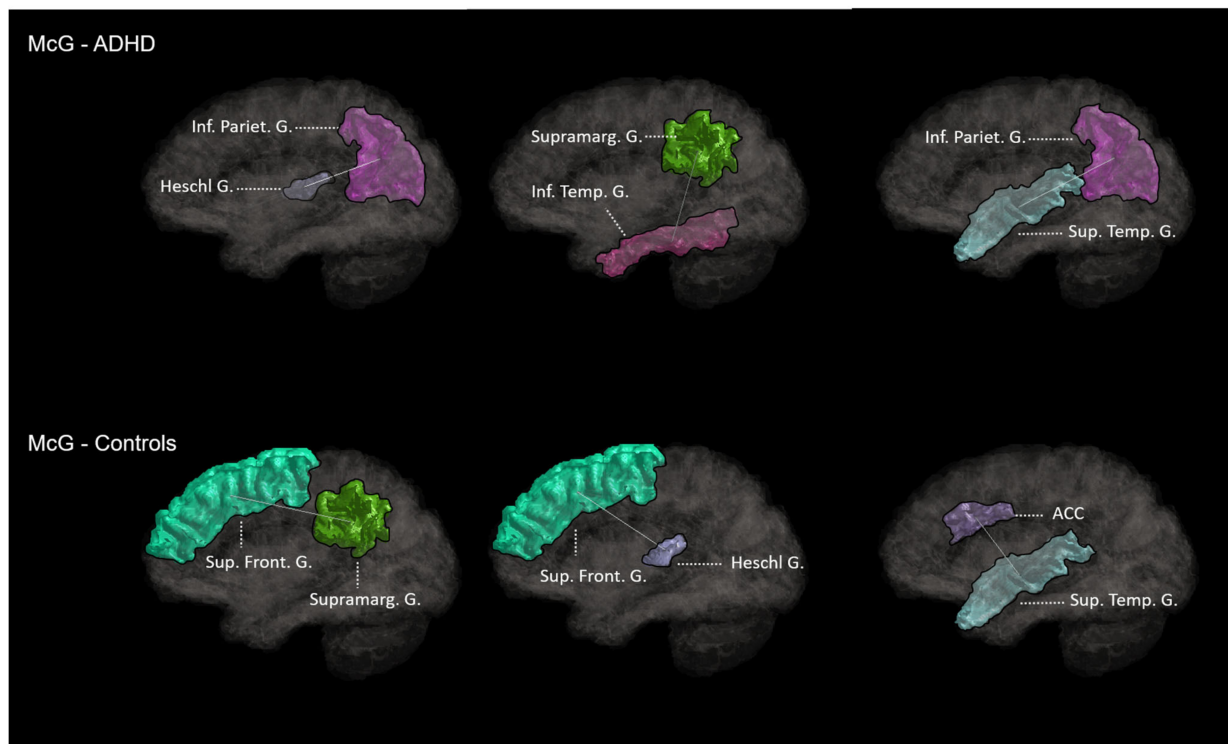 McG - ADHD
Inf. Pariet. G.
Heschl G.
Supramarg. G.
Inf. Temp. G.
Inf. Pariet. G.
Sup. Temp. G.
McG - Controls
Sup. Front. G.
Supramarg. G.
Sup. Front. G.
Heschl G.
ACC
Sup. Temp. G.